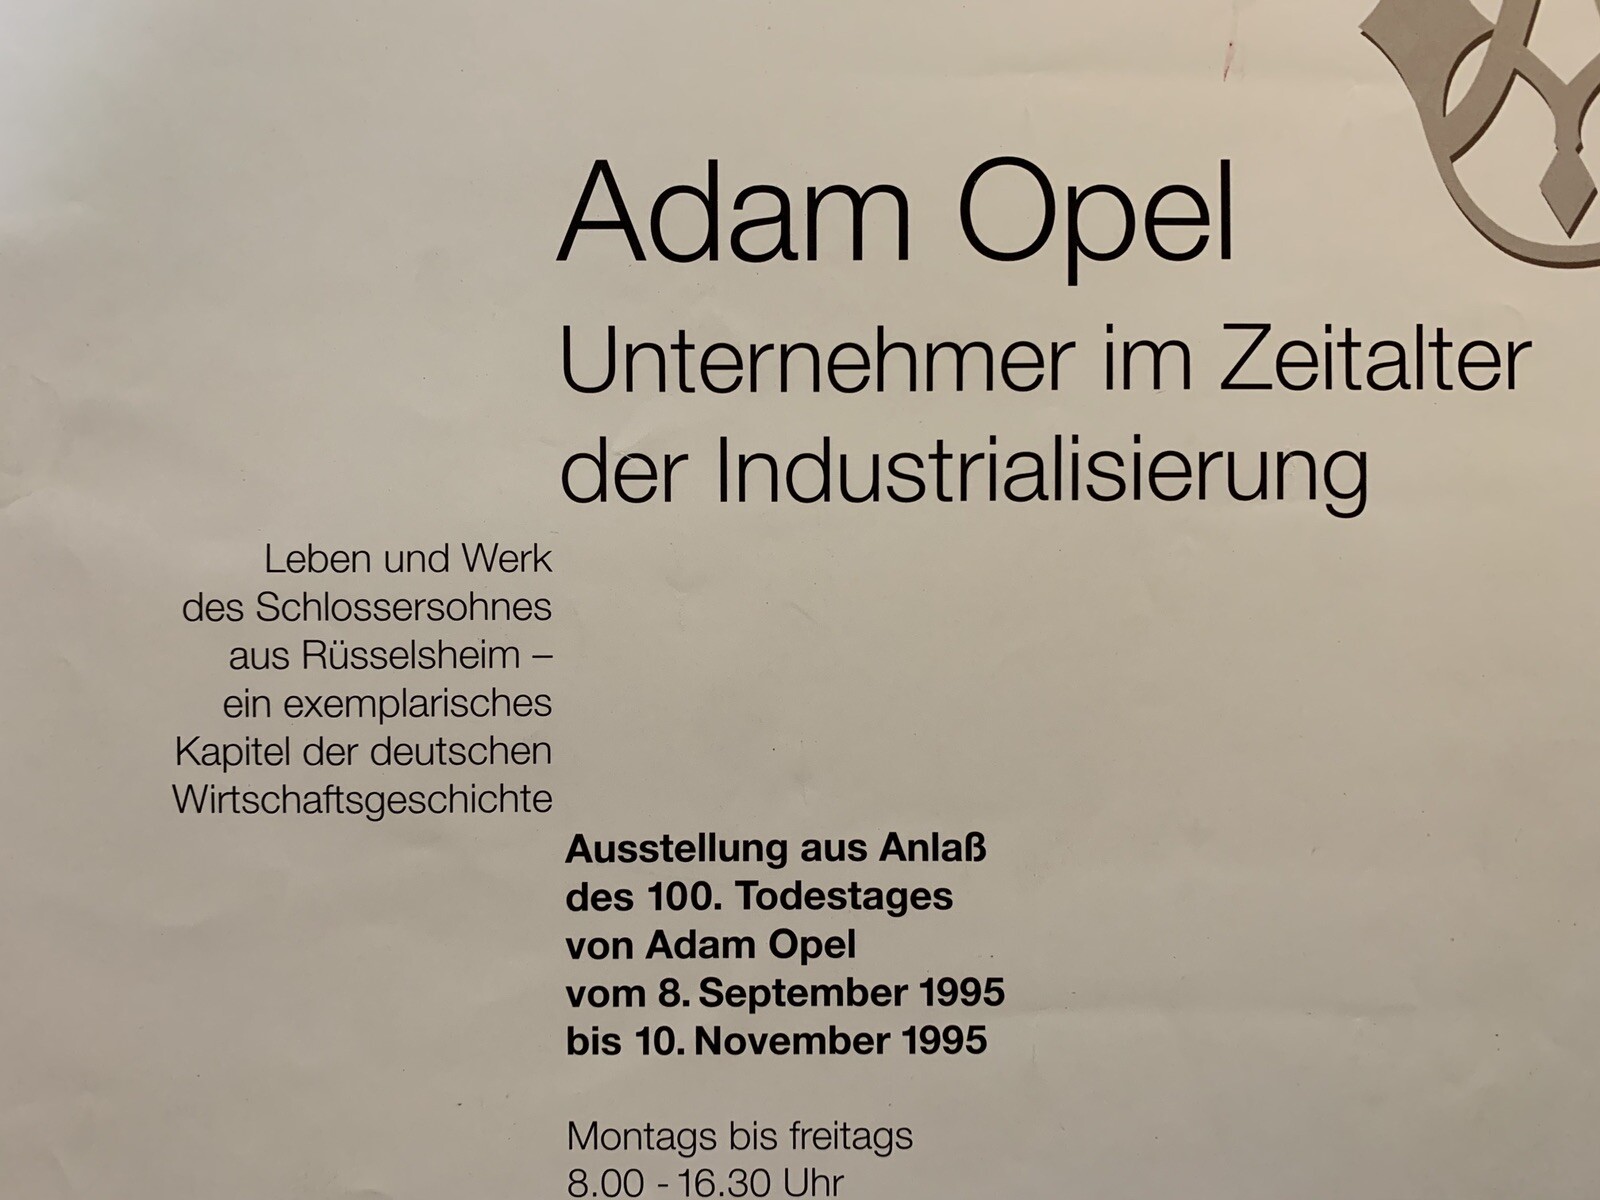 Adam Opel
Unternehmer im Zeitalter
der Industrialisierung
Leben und Werk
des Schlossersohnes
aus Rüsselsheim –
ein exemplarisches
Kapitel der deutschen
Wirtschaftsgeschichte
Ausstellung aus Anlaß
des 100. Todestages
von Adam Opel
vom 8. September 1995
bis 10. November 1995
Montags bis freitags
8.00 - 16.30 Uhr